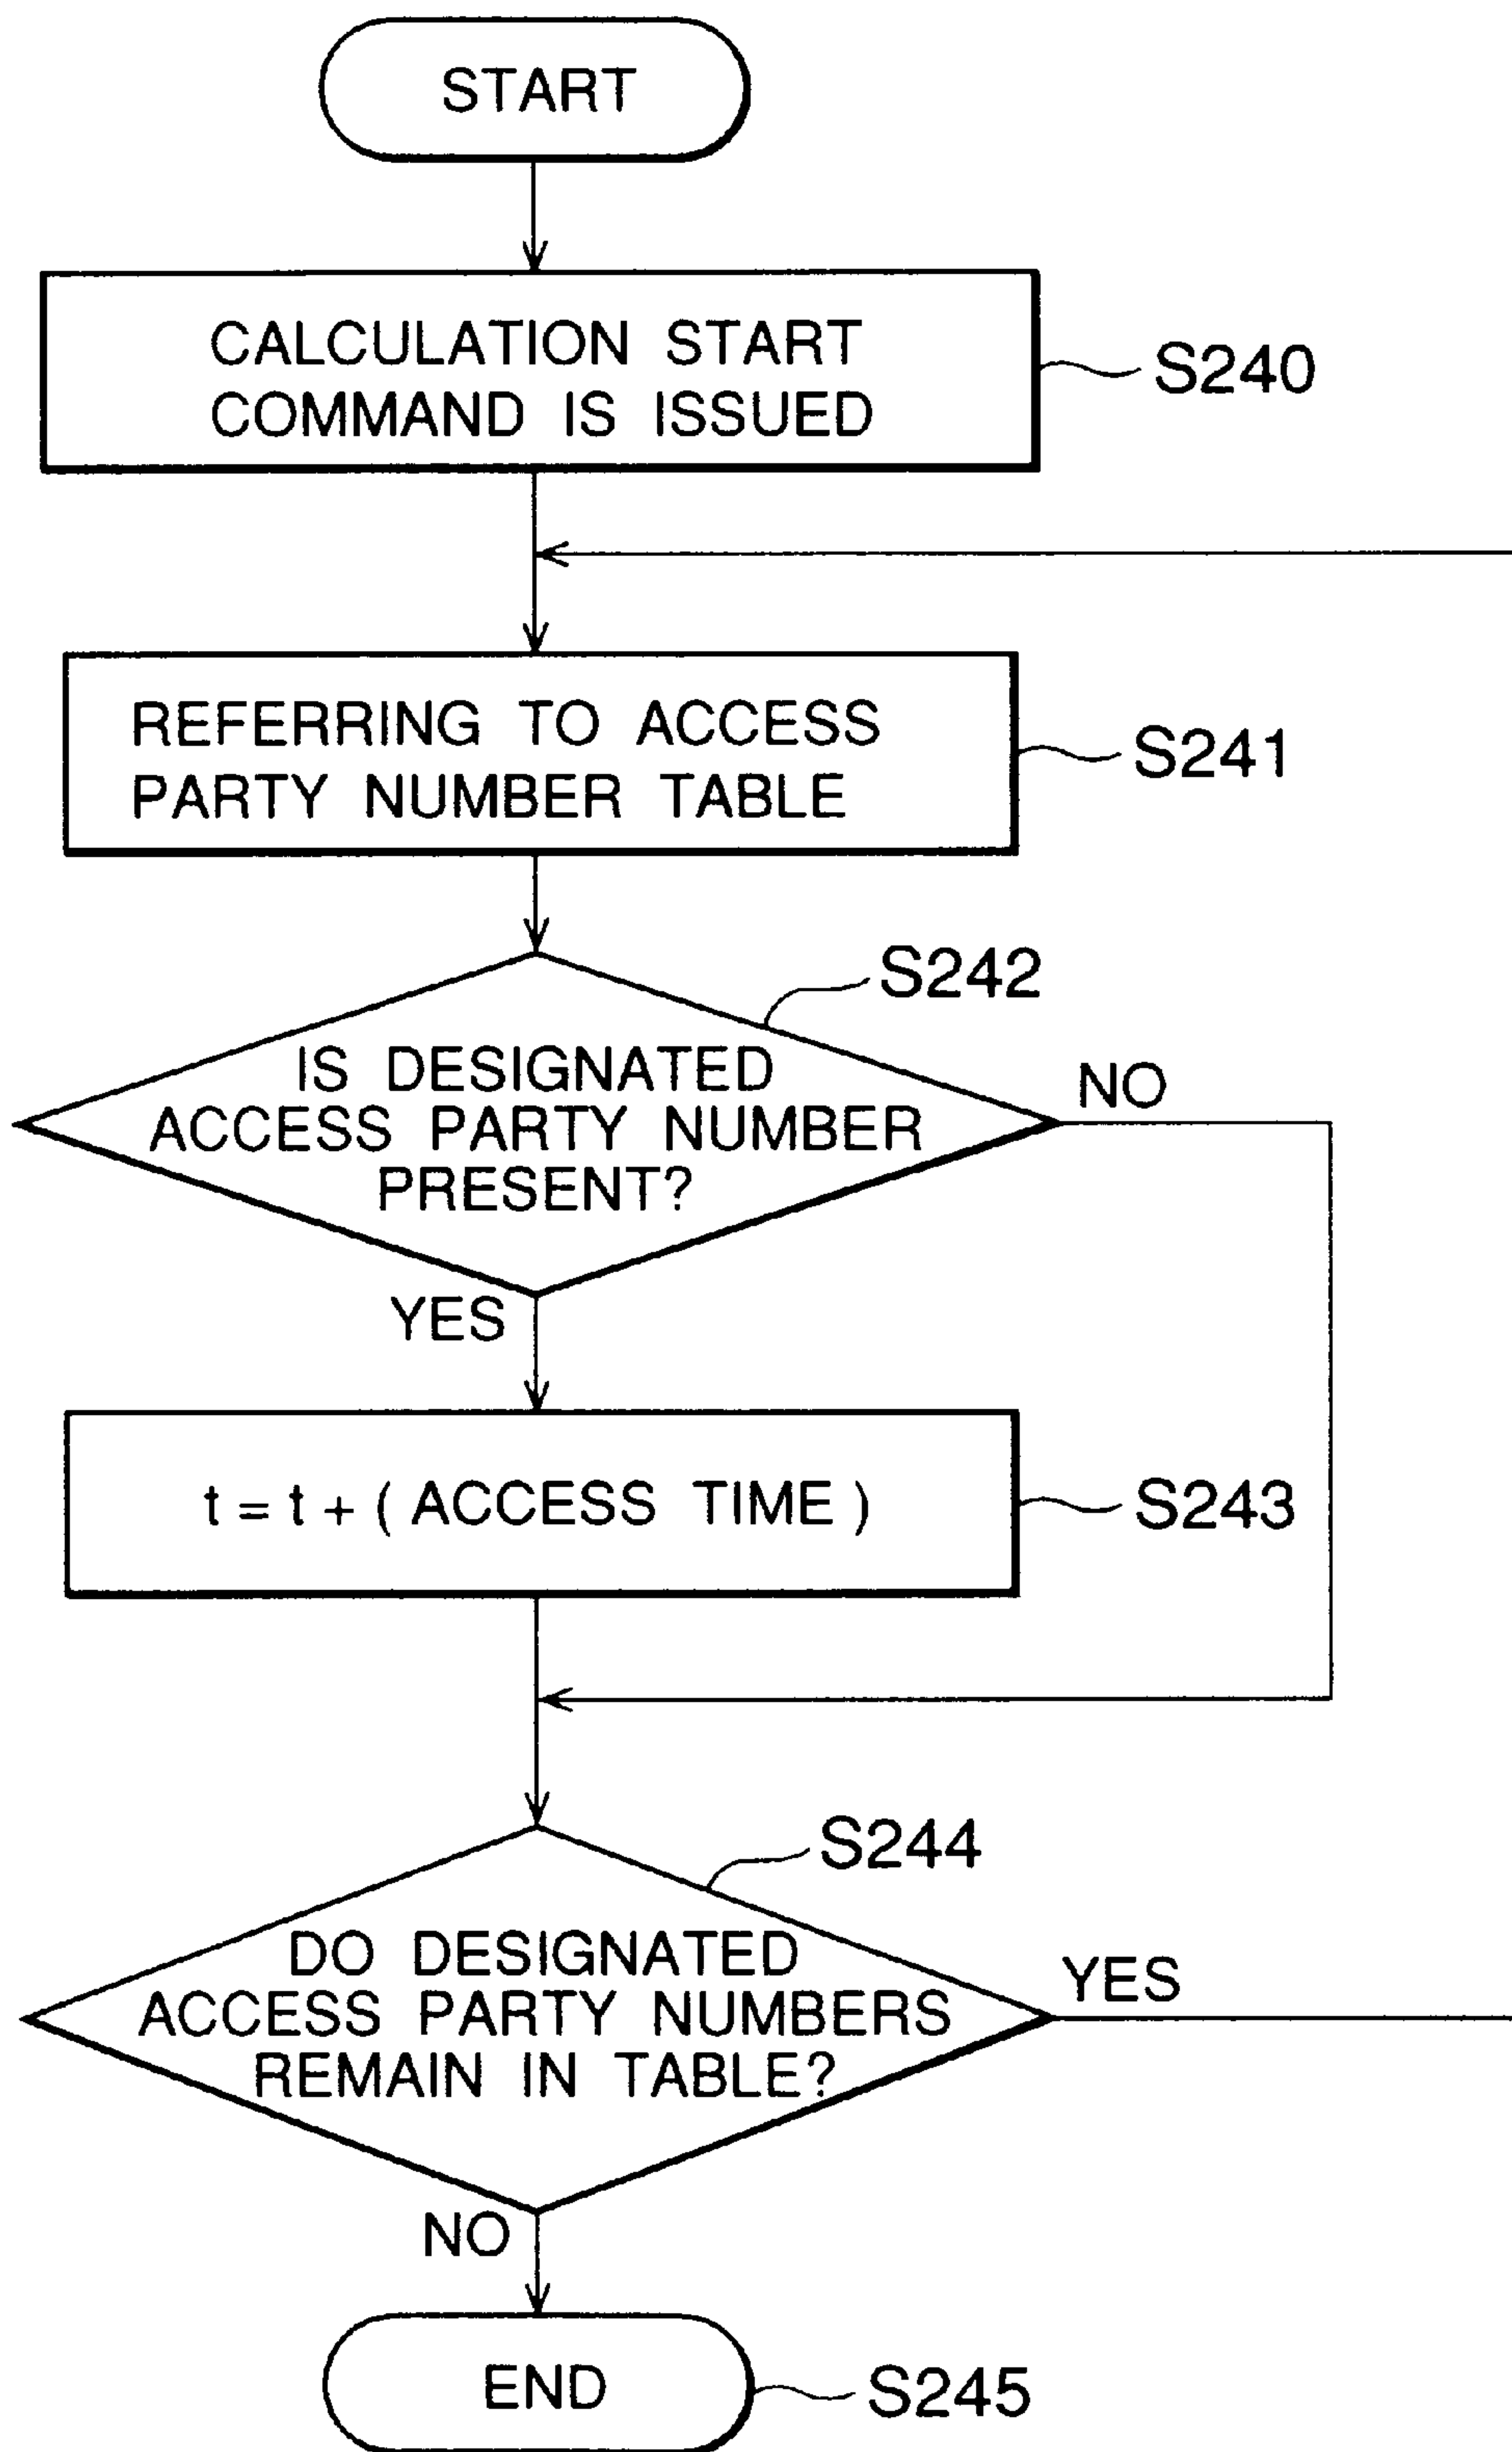 START
CALCULATION START
COMMAND IS ISSUED
S240
REFERRING TO ACCESS
PARTY NUMBER TABLE
S241
S242
IS DESIGNATED
ACCESS PARTY NUMBER
PRESENT?
NO
YES
t = t + ( ACCESS TIME )
S243
S244
DO DESIGNATED
ACCESS PARTY NUMBERS
REMAIN IN TABLE?
YES
NO
END
S245